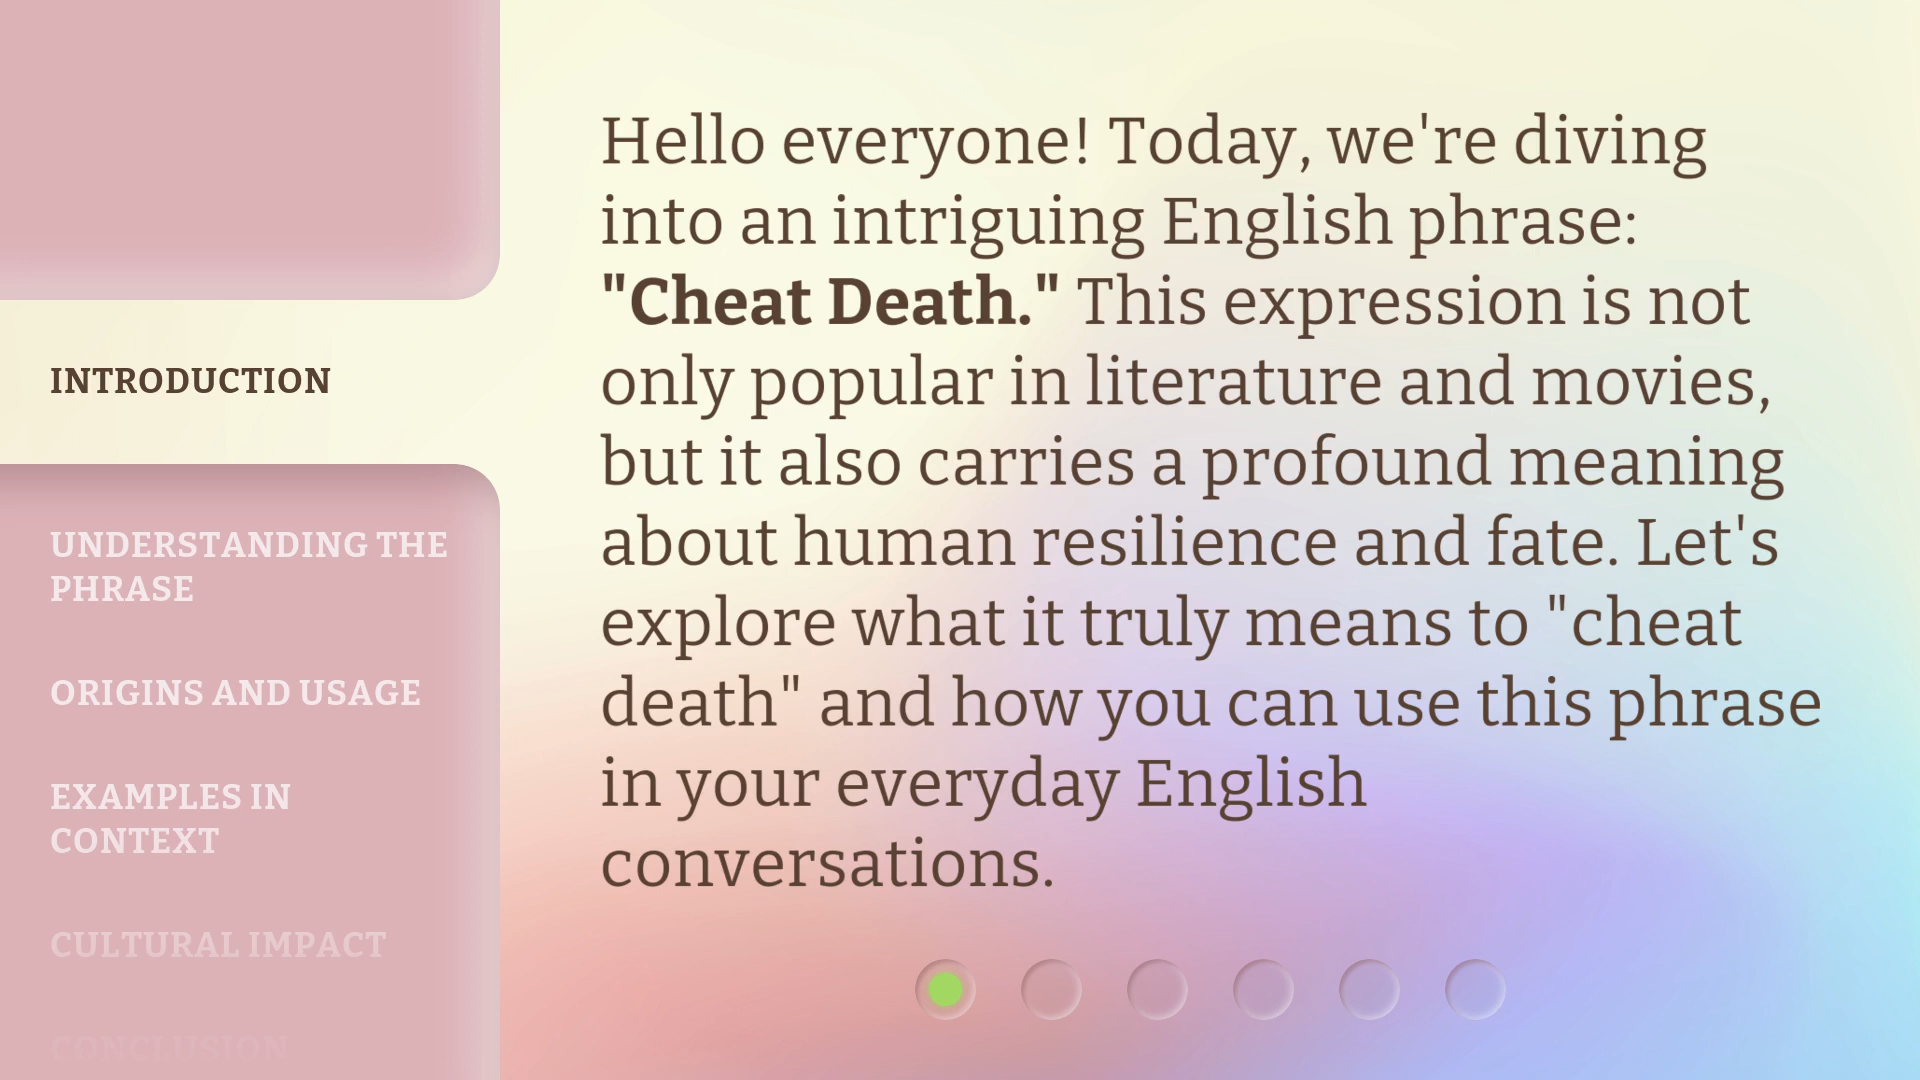 INTRODUCTION
UNDERSTANDING THE
PHRASE
ORIGINS AND USAGE
EXAMPLES IN
CONTEXT
CULTURAL IMPACT
CONCLUSION
Hello everyone! Today, we're diving
into an intriguing English phrase:
"Cheat Death." This expression is not
only popular in literature and movies,
but it also carries a profound meaning
about human resilience and fate. Let's
explore what it truly means to "cheat
death" and how you can use this phrase
in your everyday English
conversations.